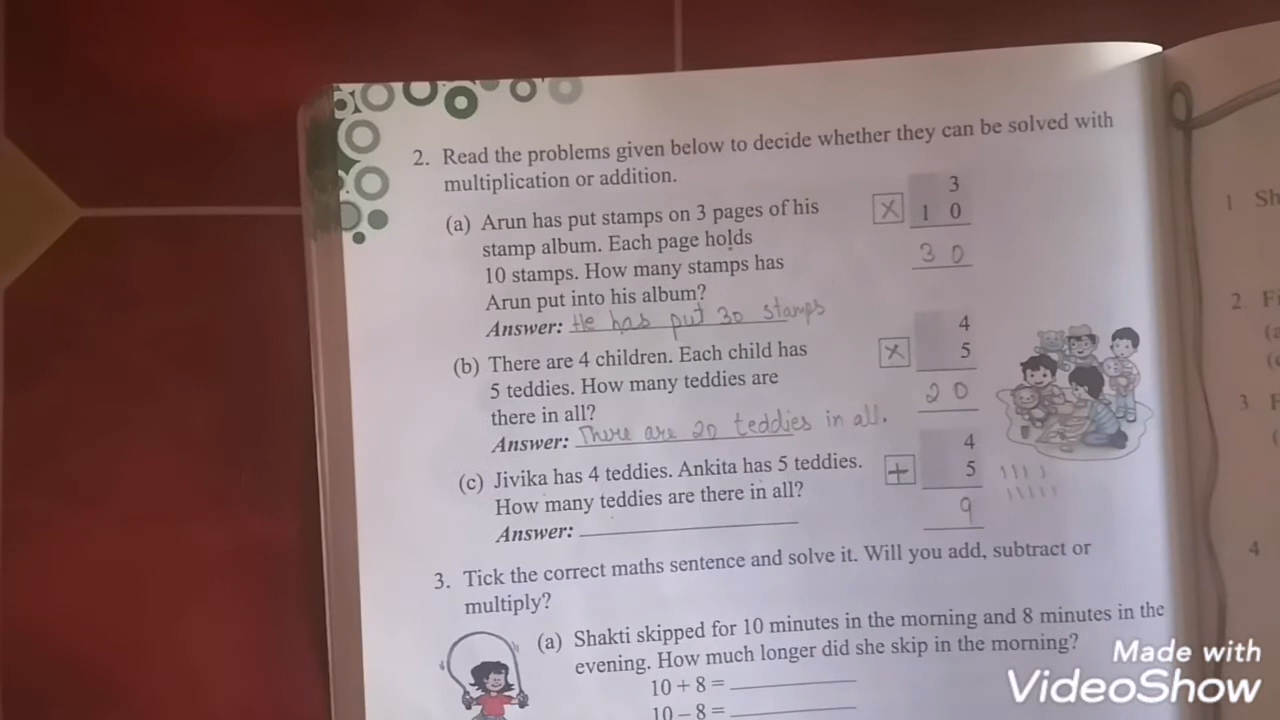 2. Read the problems given below to decide whether they can be solved with
multiplication or addition.
(a) Arun has put stamps on 3 pages of his
stamp album. Each page holds
10 stamps. How many stamps has
Arun put into his album?
Answer: He has put 30 stamps
× 3
1 0
3 0
(b) There are 4 children. Each child has
5 teddies. How many teddies are
there in all?
Answer: There are 20 teddies in all.
× 4
5
2 0
(c) Jivika has 4 teddies. Ankita has 5 teddies.
How many teddies are there in all?
Answer:
+ 4
5
9
3. Tick the correct maths sentence and solve it. Will you add, subtract or
multiply?
(a) Shakti skipped for 10 minutes in the morning and 8 minutes in the
evening. How much longer did she skip in the morning?
10 + 8 =
10 – 8 =
1 Sh
2. F
3
4
Made with
VideoShow